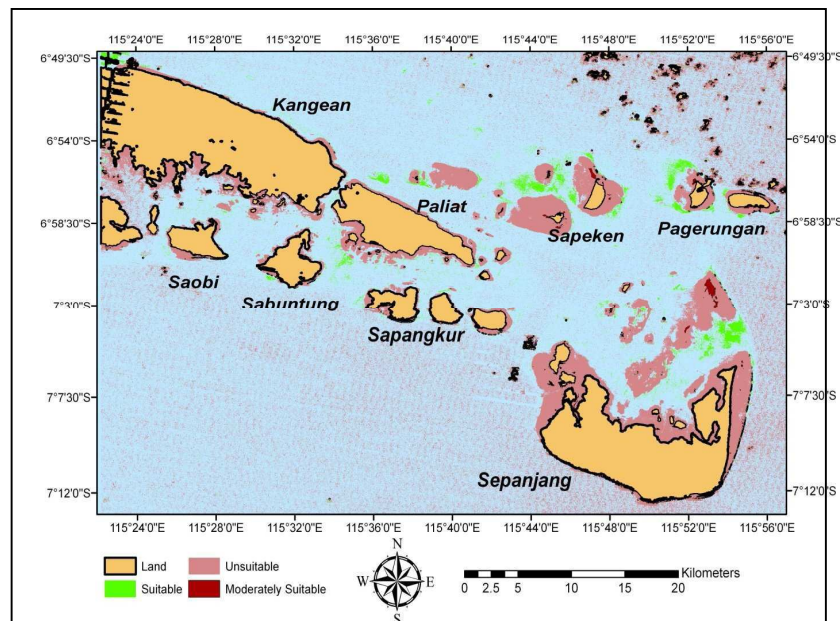 115°24'0"E 115°28'0"E 115°32'0"E 115°36'0"E 115°40'0"E 115°44'0"E 115°48'0"E 115°52'0"E 115°56'0"E
6°49'30"S 6°49'30"S
Kangean
6°54'0"S 6°54'0"S
Paliat
6°58'30"S 6°58'30"S
Sapeken Pagerungan
Saobi
Sabuntung
7°3'0"S 7°3'0"S
Sapangkur
7°7'30"S 7°7'30"S
Sepanjang
7°12'0"S 7°12'0"S
115°24'0"E 115°28'0"E 115°32'0"E 115°36'0"E 115°40'0"E 115°44'0"E 115°48'0"E 115°52'0"E 115°56'0"E
Land Unsuitable
Suitable Moderately Suitable
N
W E
S
Kilometers
0 2.5 5 10 15 20